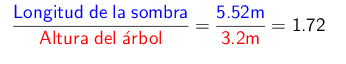 Longitud de la sombra / Altura del árbol = 5.52m / 3.2m = 1.72